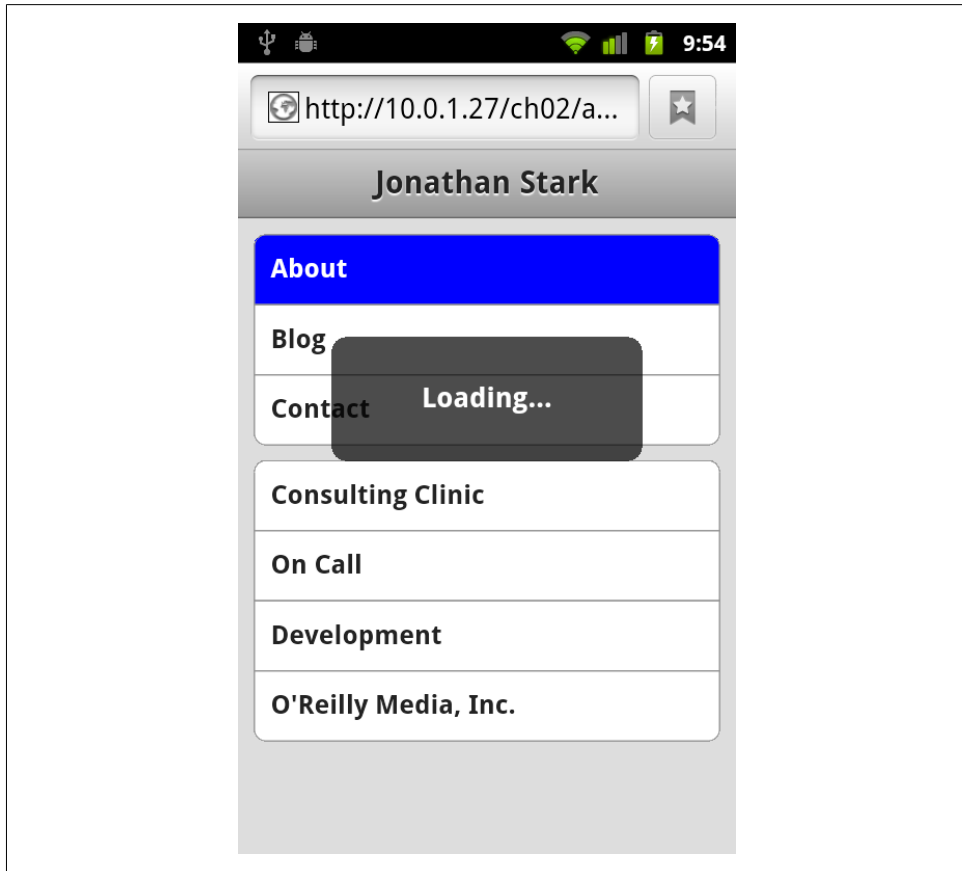 9:54
http://10.0.1.27/ch02/a...
Jonathan Stark
About
Blog
Contact
Loading...
Consulting Clinic
On Call
Development
O'Reilly Media, Inc.